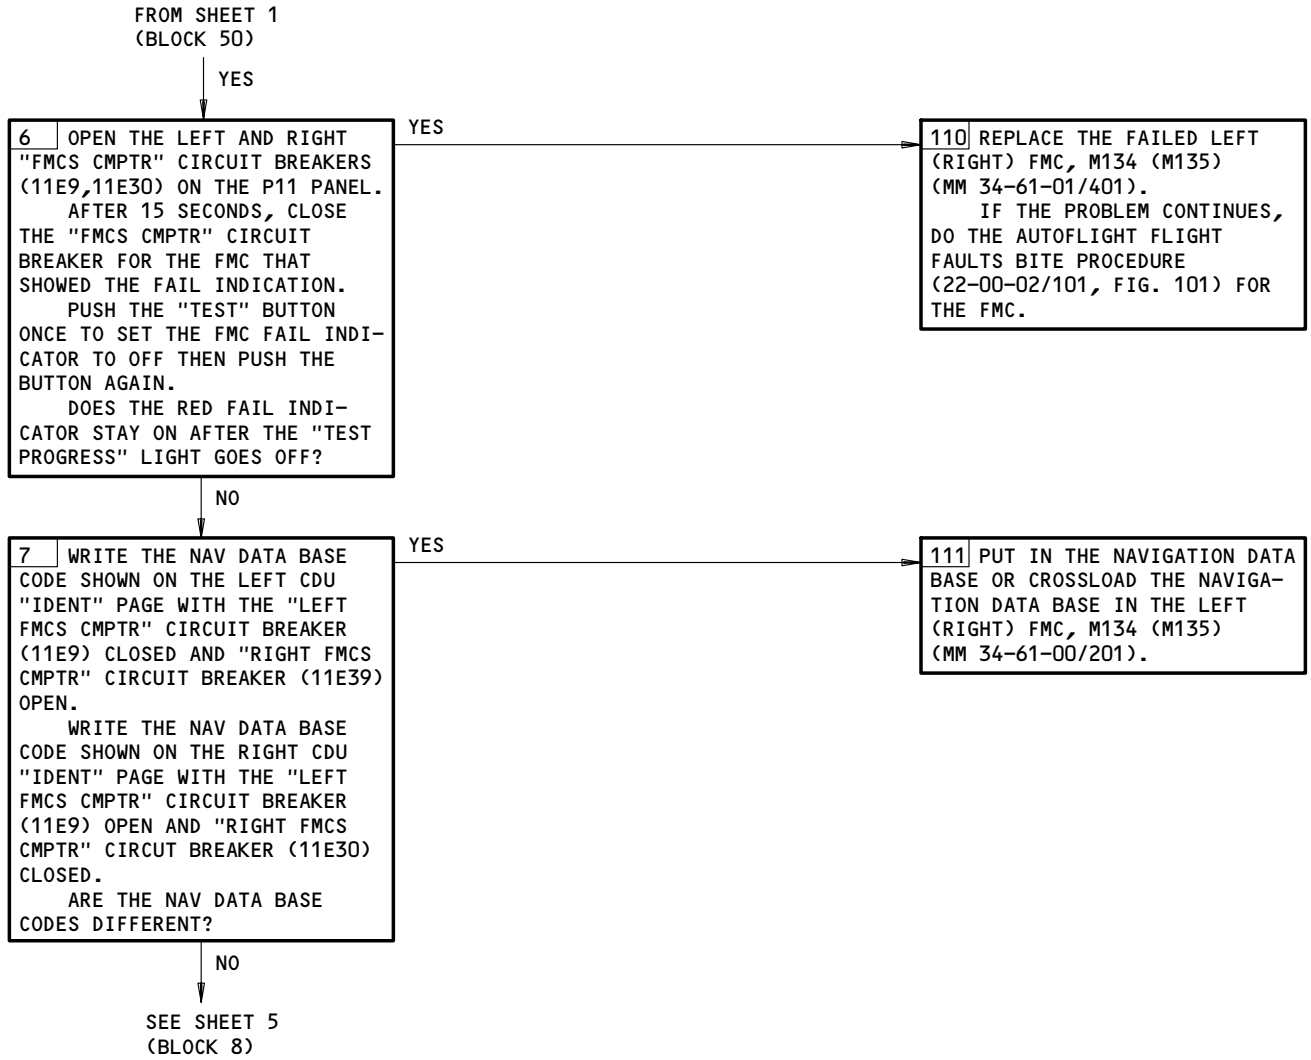 FROM SHEET 1
(BLOCK 50)
YES
6 OPEN THE LEFT AND RIGHT
"FMCS CMPTR" CIRCUIT BREAKERS
(11E9,11E30) ON THE P11 PANEL.
AFTER 15 SECONDS, CLOSE
THE "FMCS CMPTR" CIRCUIT
BREAKER FOR THE FMC THAT
SHOWED THE FAIL INDICATION.
PUSH THE "TEST" BUTTON
ONCE TO SET THE FMC FAIL INDI-
CATOR TO OFF THEN PUSH THE
BUTTON AGAIN.
DOES THE RED FAIL INDI-
CATOR STAY ON AFTER THE "TEST
PROGRESS" LIGHT GOES OFF?
YES
110 REPLACE THE FAILED LEFT
(RIGHT) FMC, M134 (M135)
(MM 34-61-01/401).
IF THE PROBLEM CONTINUES,
DO THE AUTOFLIGHT FLIGHT
FAULTS BITE PROCEDURE
(22-00-02/101, FIG. 101) FOR
THE FMC.
NO
7 WRITE THE NAV DATA BASE
CODE SHOWN ON THE LEFT CDU
"IDENT" PAGE WITH THE "LEFT
FMCS CMPTR" CIRCUIT BREAKER
(11E9) CLOSED AND "RIGHT FMCS
CMPTR" CIRCUIT BREAKER (11E39)
OPEN.
WRITE THE NAV DATA BASE
CODE SHOWN ON THE RIGHT CDU
"IDENT" PAGE WITH THE "LEFT
FMCS CMPTR" CIRCUIT BREAKER
(11E9) OPEN AND "RIGHT FMCS
CMPTR" CIRCUT BREAKER (11E30)
CLOSED.
ARE THE NAV DATA BASE
CODES DIFFERENT?
YES
111 PUT IN THE NAVIGATION DATA
BASE OR CROSSLOAD THE NAVIGA-
TION DATA BASE IN THE LEFT
(RIGHT) FMC, M134 (M135)
(MM 34-61-00/201).
NO
SEE SHEET 5
(BLOCK 8)